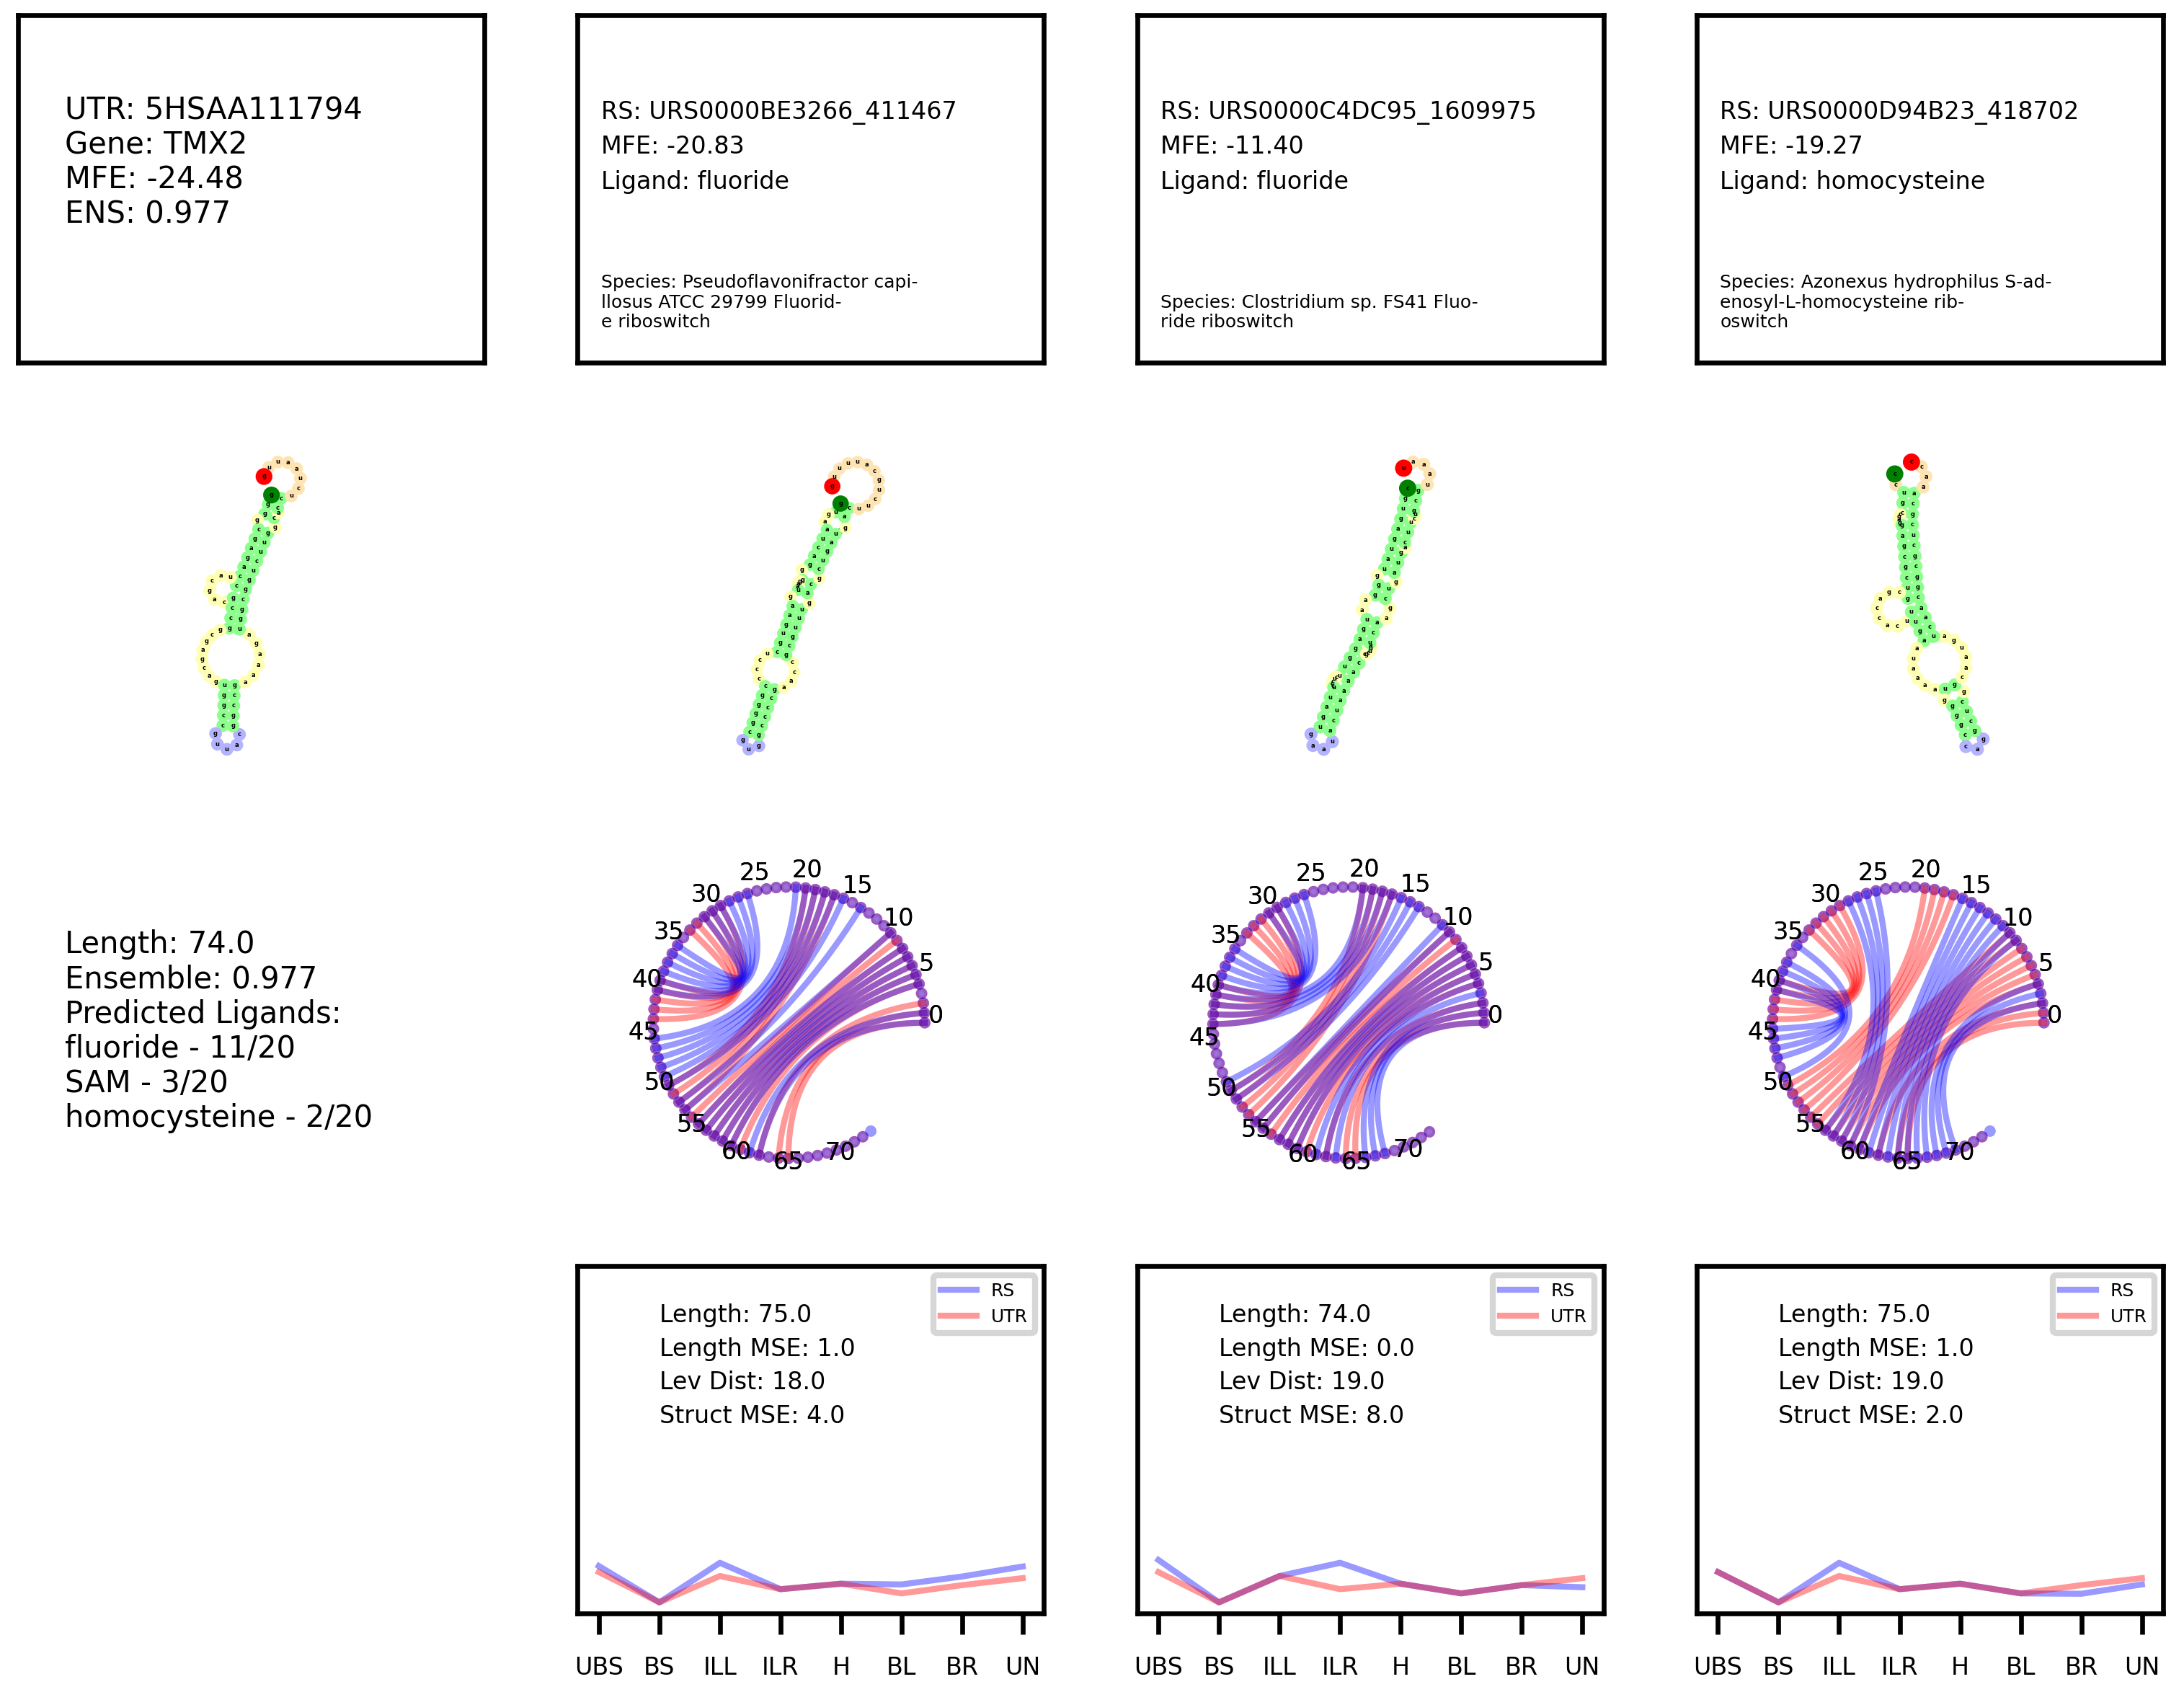 UTR: 5HSAA111794
Gene: TMX2
MFE: -24.48
ENS: 0.977
RS: URS0000BE3266_411467
MFE: -20.83
Ligand: fluoride
Species: Pseudoflavonifractor capi-
llosus ATCC 29799 Fluorid-
e riboswitch
RS: URS0000C4DC95_1609975
MFE: -11.40
Ligand: fluoride
Species: Clostridium sp. FS41 Fluo-
ride riboswitch
RS: URS0000D94B23_418702
MFE: -19.27
Ligand: homocysteine
Species: Azonexus hydrophilus S-ad-
enosyl-L-homocysteine rib-
oswitch
Length: 74.0
Ensemble: 0.977
Predicted Ligands:
fluoride - 11/20
SAM - 3/20
homocysteine - 2/20
0
5
10
15
20
25
30
35
40
45
50
55
60
65
70
0
5
10
15
20
25
30
35
40
45
50
55
60
65
70
0
5
10
15
20
25
30
35
40
45
50
55
60
65
70
RS
UTR
Length: 75.0
Length MSE: 1.0
Lev Dist: 18.0
Struct MSE: 4.0
UBS BS ILL ILR H BL BR UN
RS
UTR
Length: 74.0
Length MSE: 0.0
Lev Dist: 19.0
Struct MSE: 8.0
UBS BS ILL ILR H BL BR UN
RS
UTR
Length: 75.0
Length MSE: 1.0
Lev Dist: 19.0
Struct MSE: 2.0
UBS BS ILL ILR H BL BR UN